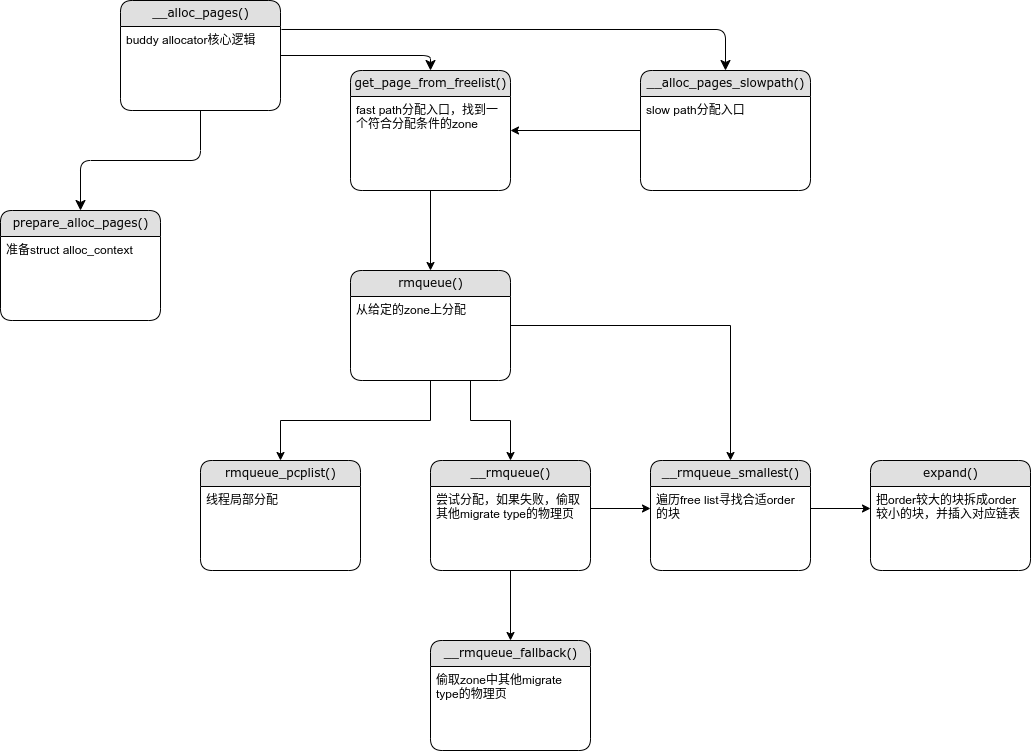 __alloc_pages()
buddy allocator核心逻辑
get_page_from_freelist()
fast path分配入口，找到一
个符合分配条件的zone
__alloc_pages_slowpath()
slow path分配入口
prepare_alloc_pages()
准备struct alloc_context
rmqueue()
从给定的zone上分配
rmqueue_pcplist()
线程局部分配
__rmqueue()
尝试分配，如果失败，偷取
其他migrate type的物理页
__rmqueue_smallest()
遍历free list寻找合适order
的块
expand()
把order较大的块拆成order
较小的块，并插入对应链表
__rmqueue_fallback()
偷取zone中其他migrate
type的物理页